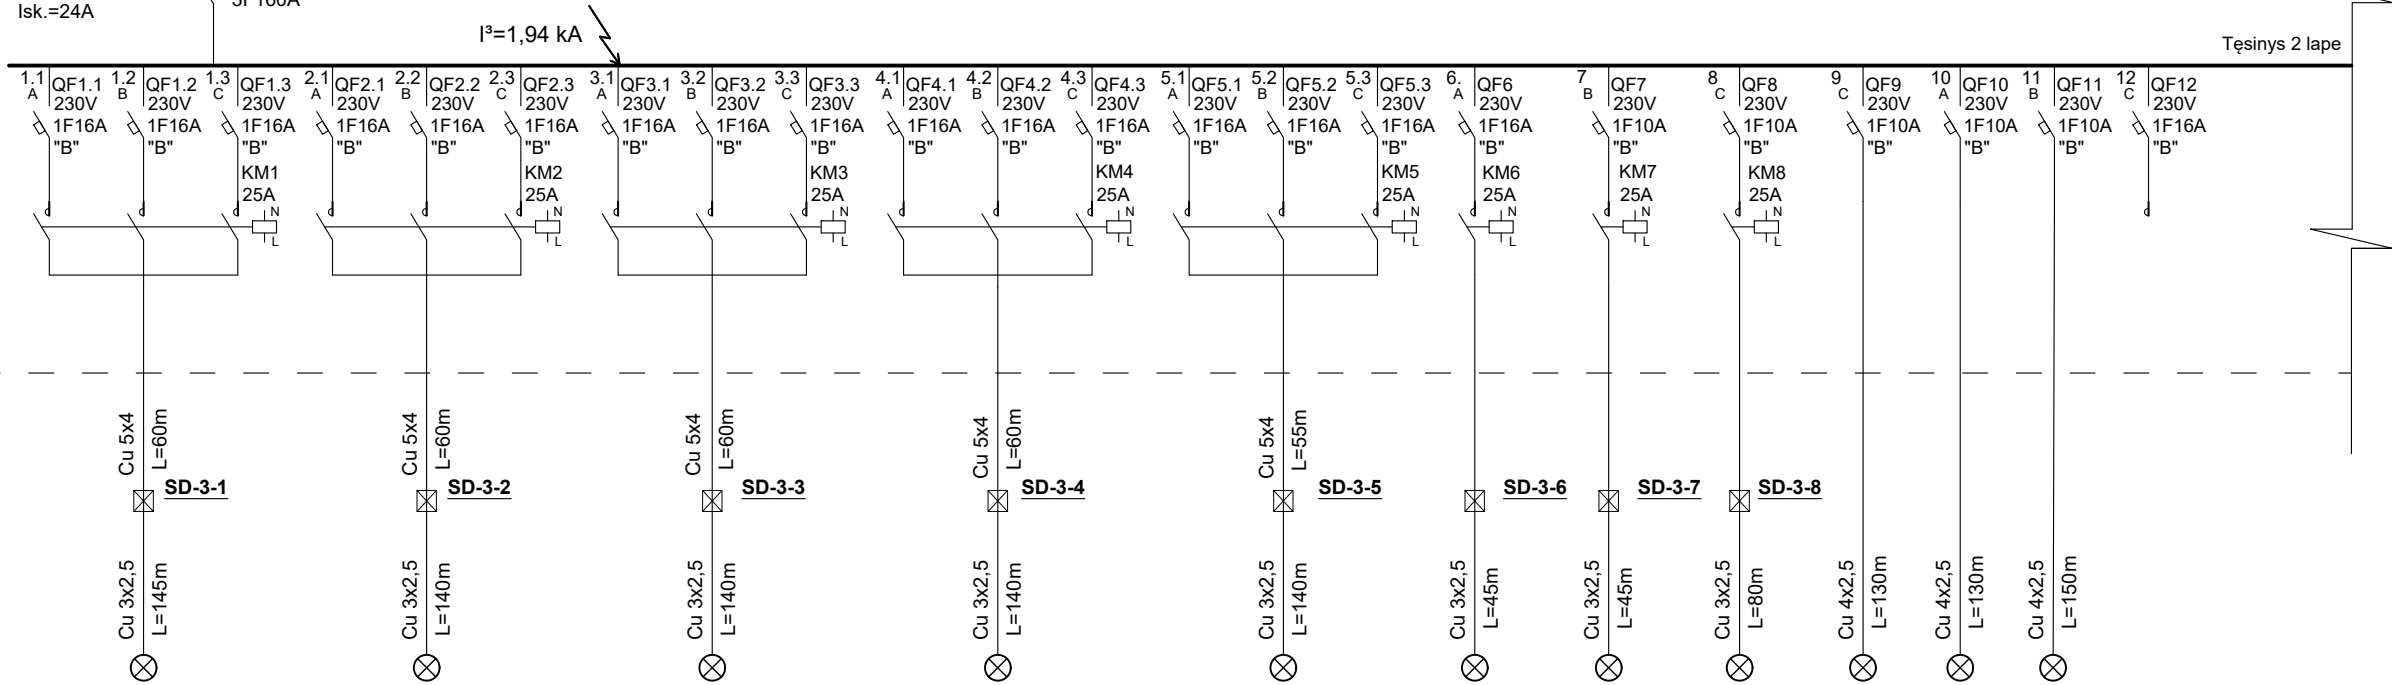 Isk.=24A
I³=1,94 kA
Tęsinys 2 lape
1.1 A QF1.1 230V 1F16A "B"
1.2 B QF1.2 230V 1F16A "B"
1.3 C QF1.3 230V 1F16A "B"
KM1 25A N L
2.1 A QF2.1 230V 1F16A "B"
2.2 B QF2.2 230V 1F16A "B"
2.3 C QF2.3 230V 1F16A "B"
KM2 25A N L
3.1 A QF3.1 230V 1F16A "B"
3.2 B QF3.2 230V 1F16A "B"
3.3 C QF3.3 230V 1F16A "B"
KM3 25A N L
4.1 A QF4.1 230V 1F16A "B"
4.2 B QF4.2 230V 1F16A "B"
4.3 C QF4.3 230V 1F16A "B"
KM4 25A N L
5.1 A QF5.1 230V 1F16A "B"
5.2 B QF5.2 230V 1F16A "B"
5.3 C QF5.3 230V 1F16A "B"
KM5 25A N L
6. A QF6 230V 1F16A "B"
KM6 25A N L
7 B QF7 230V 1F10A "B"
KM7 25A N L
8 C QF8 230V 1F10A "B"
KM8 25A N L
9 C QF9 230V 1F10A "B"
10 A QF10 230V 1F10A "B"
11 B QF11 230V 1F10A "B"
12 C QF12 230V 1F16A "B"
Cu 5x4 L=60m
SD-3-1
Cu 3x2,5 L=145m
Cu 5x4 L=60m
SD-3-2
Cu 3x2,5 L=140m
Cu 5x4 L=60m
SD-3-3
Cu 3x2,5 L=140m
Cu 5x4 L=60m
SD-3-4
Cu 3x2,5 L=140m
Cu 5x4 L=55m
SD-3-5
Cu 3x2,5 L=140m
SD-3-6
Cu 3x2,5 L=45m
SD-3-7
Cu 3x2,5 L=45m
SD-3-8
Cu 3x2,5 L=80m
Cu 4x2,5 L=130m
Cu 4x2,5 L=130m
Cu 4x2,5 L=150m